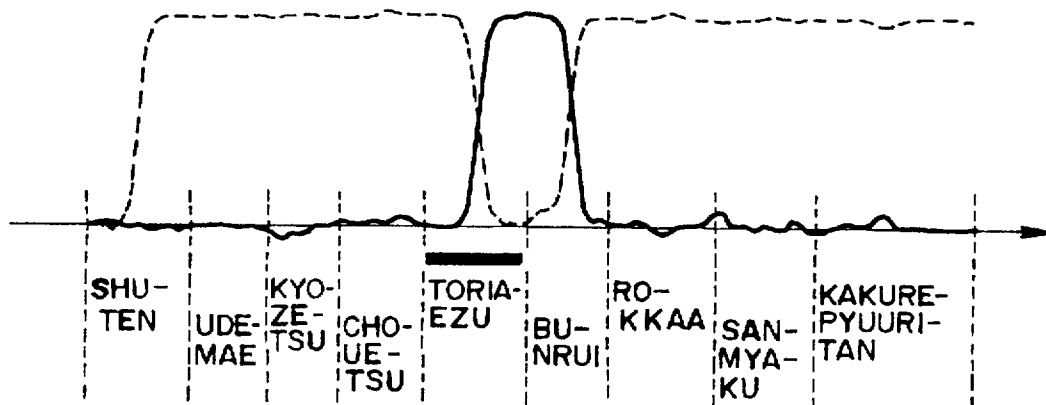 SHU-
TEN
UDE-
MAE
KYO-
ZE-
TSU
CHO-
UE-
TSU
TORIA-
EZU
BU-
NRUI
RO-
KKAA
SAN-
MYA-
KU
KAKURE-
PYUURI-
TAN